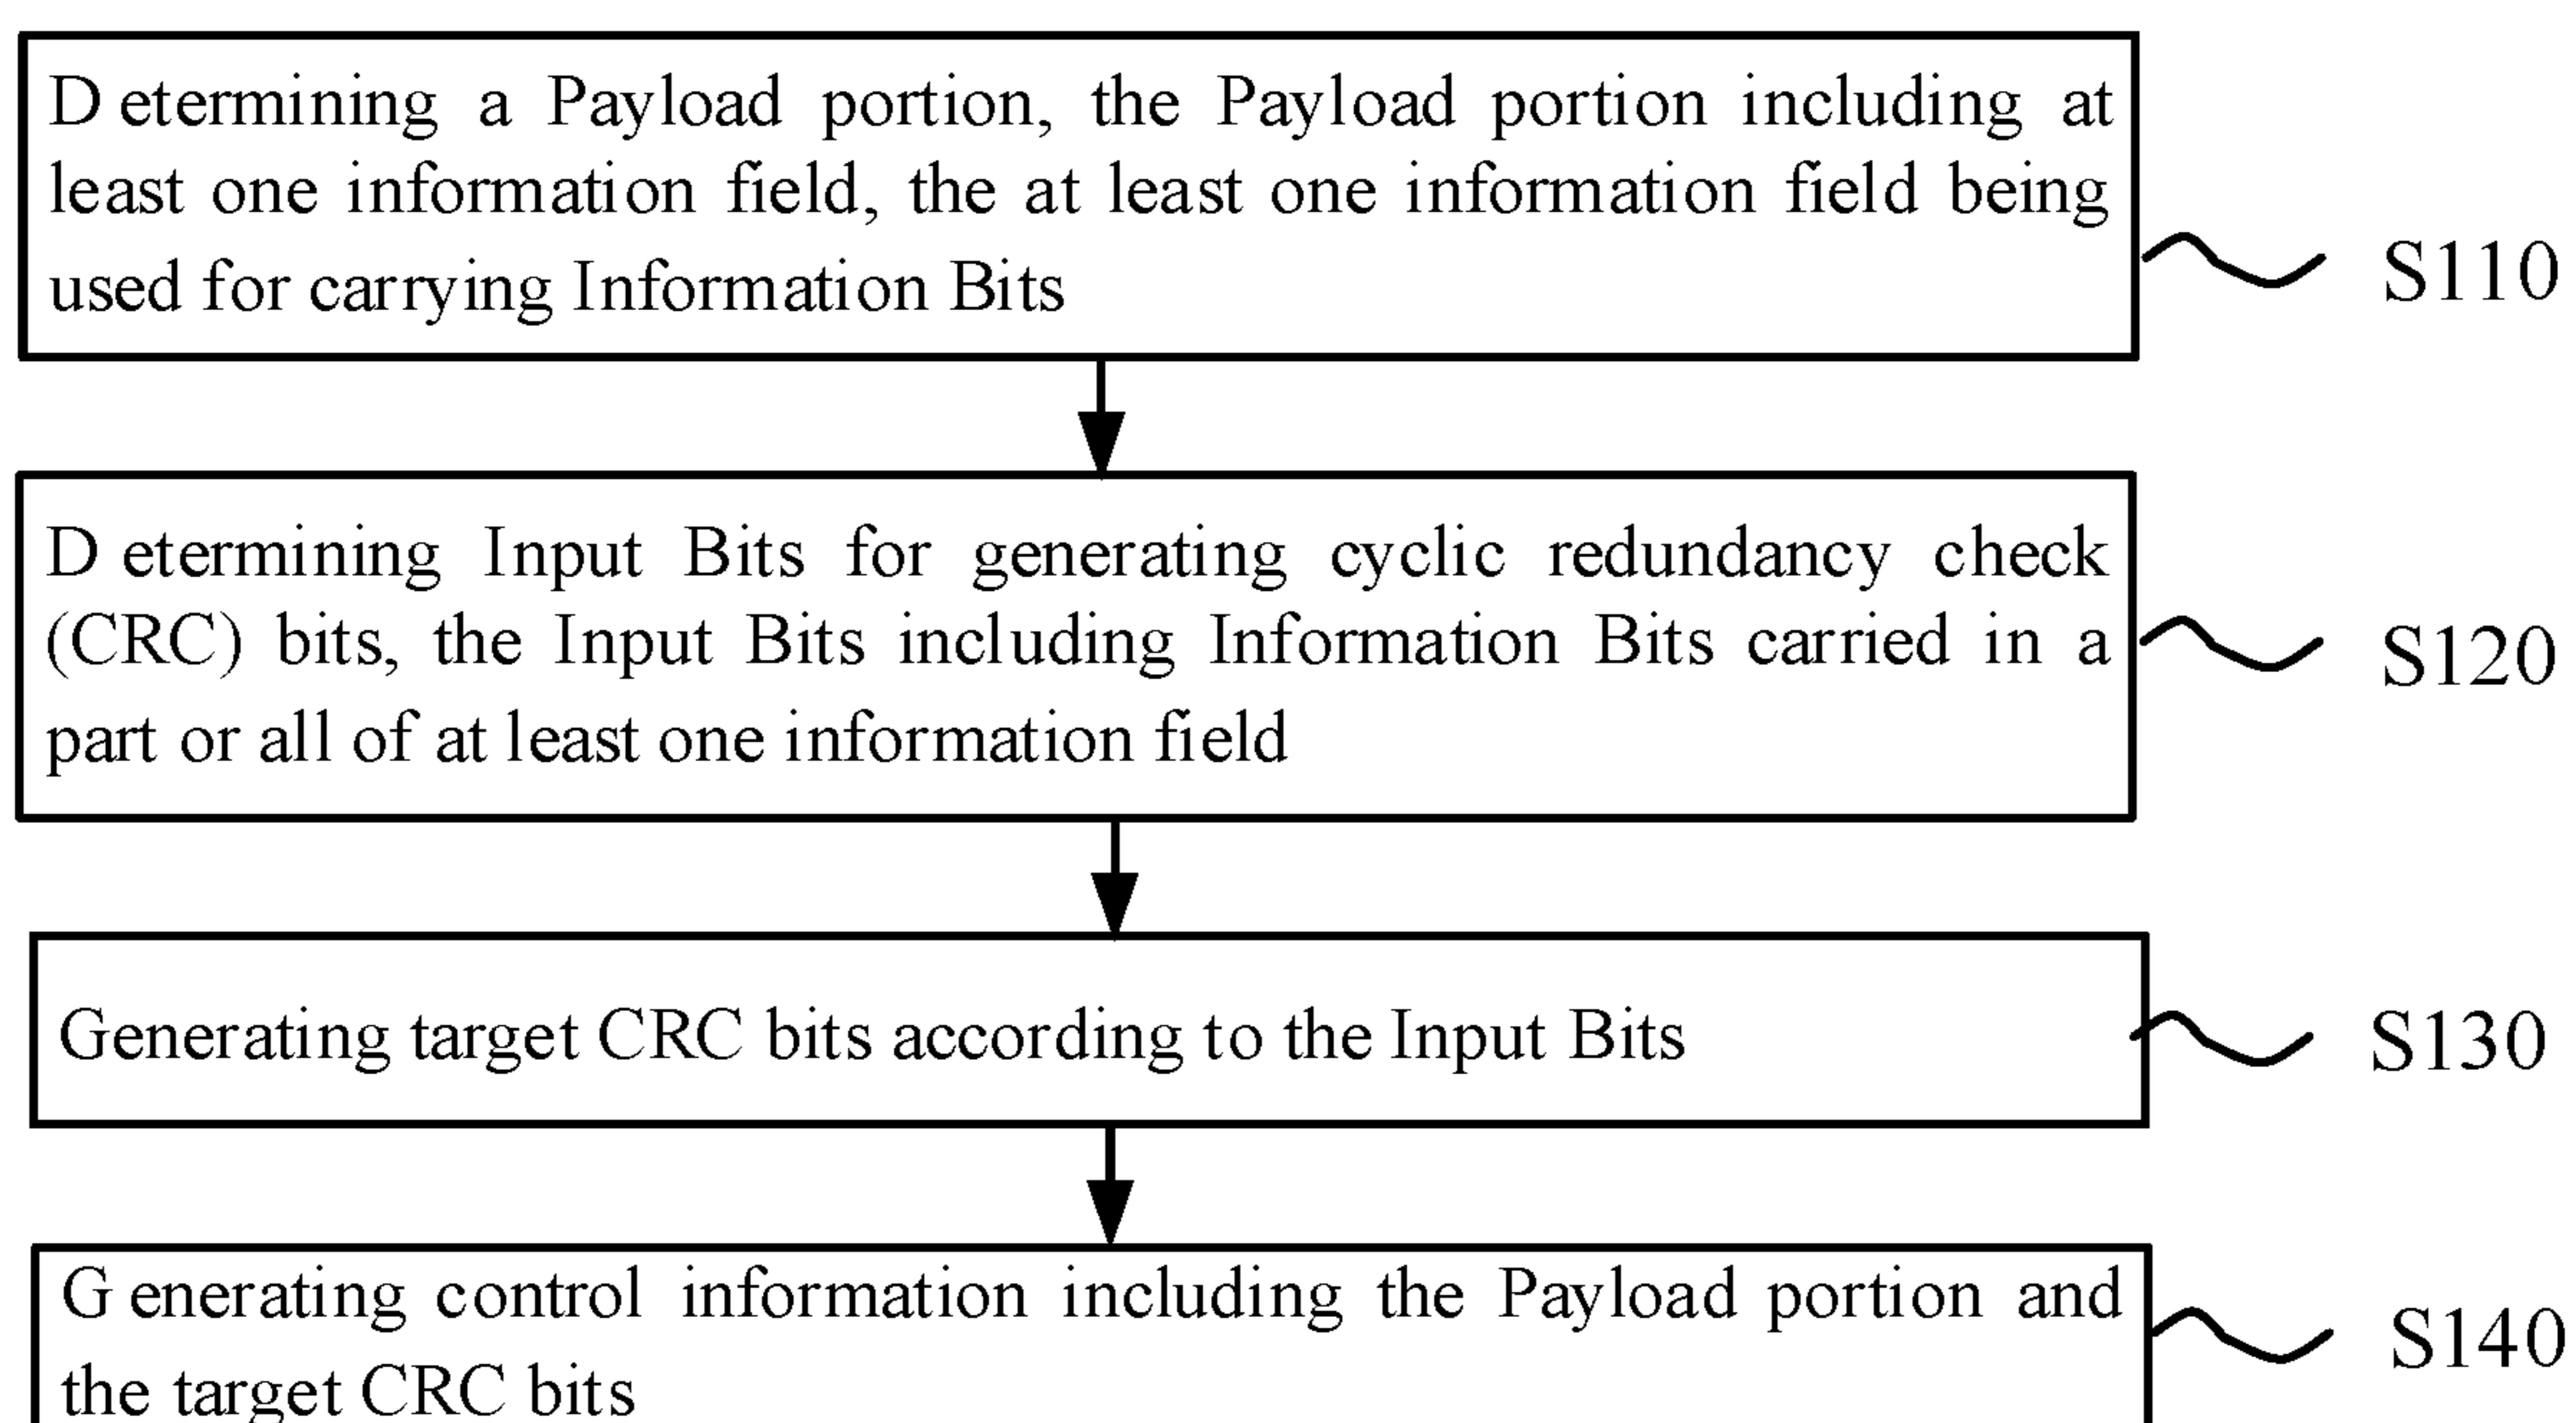 D etermining a Payload portion, the Payload portion including at
least one information field, the at least one information field being
used for carrying Information Bits
S110
D etermining Input Bits for generating cyclic redundancy check
(CRC) bits, the Input Bits including Information Bits carried in a
part or all of at least one information field
S120
Generating target CRC bits according to the Input Bits
S130
G enerating control information including the Payload portion and
the target CRC bits
S140